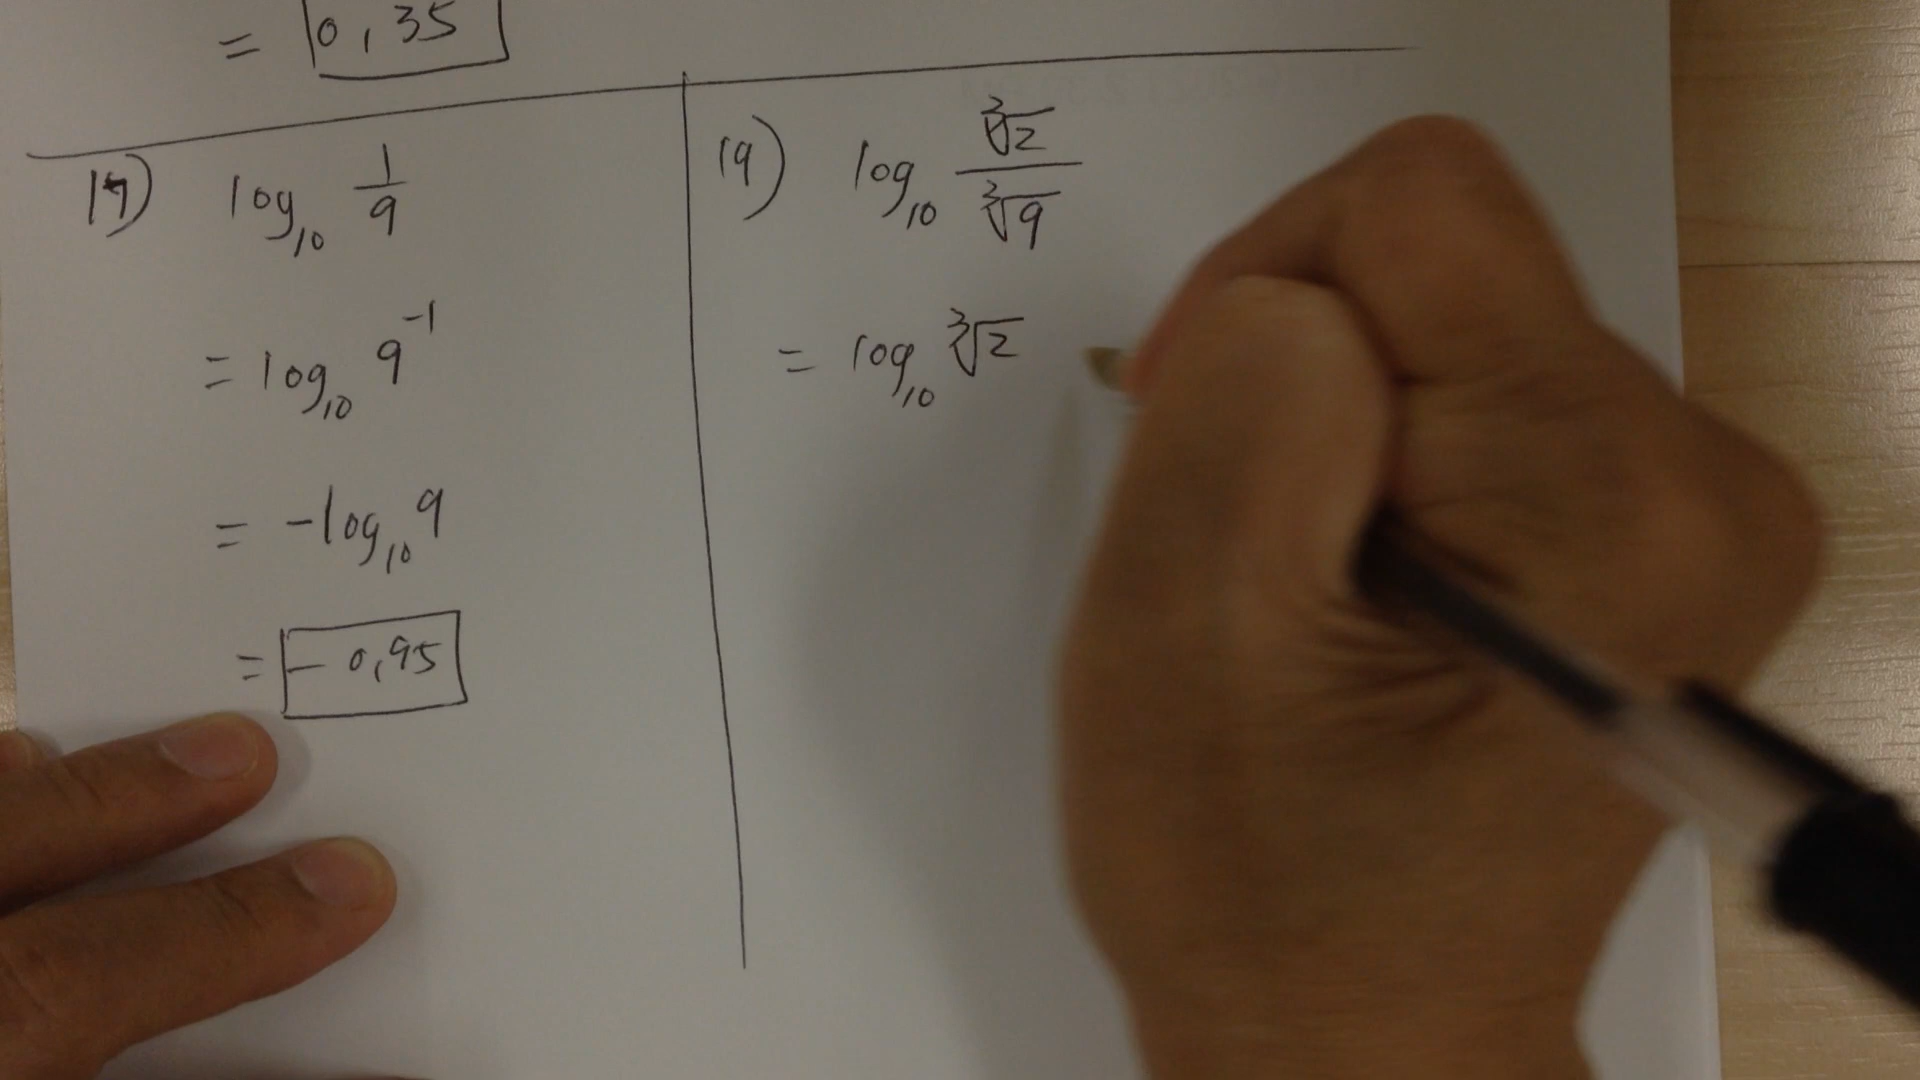 = 0,35
17) log₁₀ 1/9
= log₁₀ 9⁻¹
= -log₁₀ 9
= - 0,95
19) log₁₀ ∛2/∛9
= log₁₀ ∛2